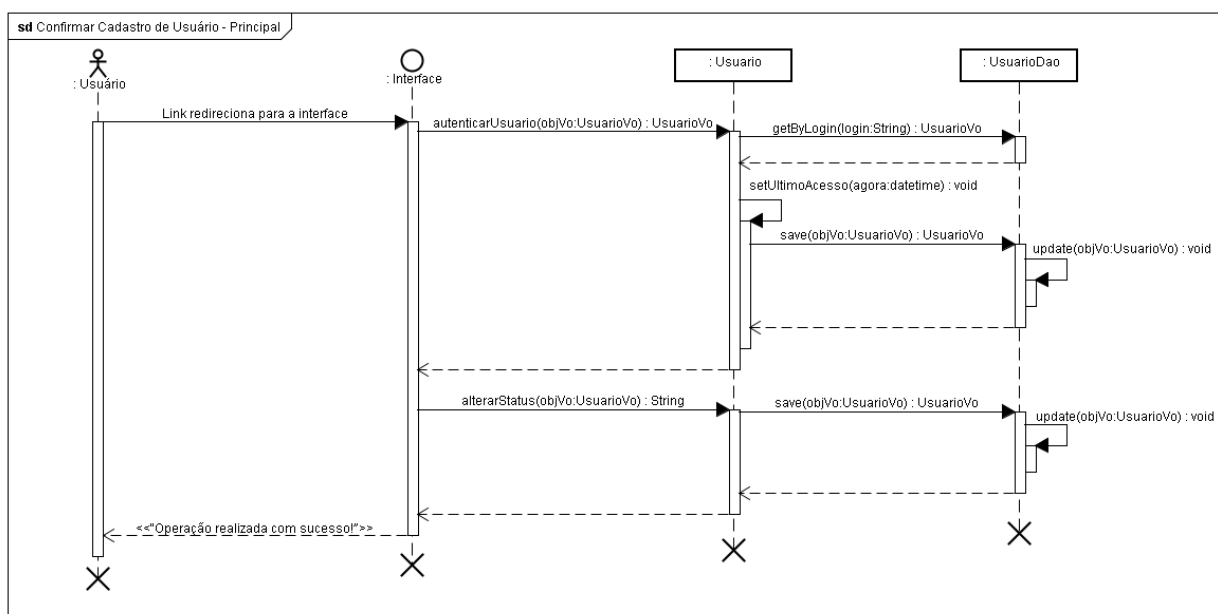 sd Confirmar Cadastro de Usuário - Principal
: Usuário
: Interface
: Usuario
: UsuarioDao
Link redireciona para a interface
autenticarUsuario(objVo:UsuarioVo) : UsuarioVo
getByLogin(login:String) : UsuarioVo
setUltimoAcesso(agora:datetime) : void
save(objVo:UsuarioVo) : UsuarioVo
update(objVo:UsuarioVo) : void
alterarStatus(objVo:UsuarioVo) : String
save(objVo:UsuarioVo) : UsuarioVo
update(objVo:UsuarioVo) : void
<<"Operação realizada com sucesso!">>